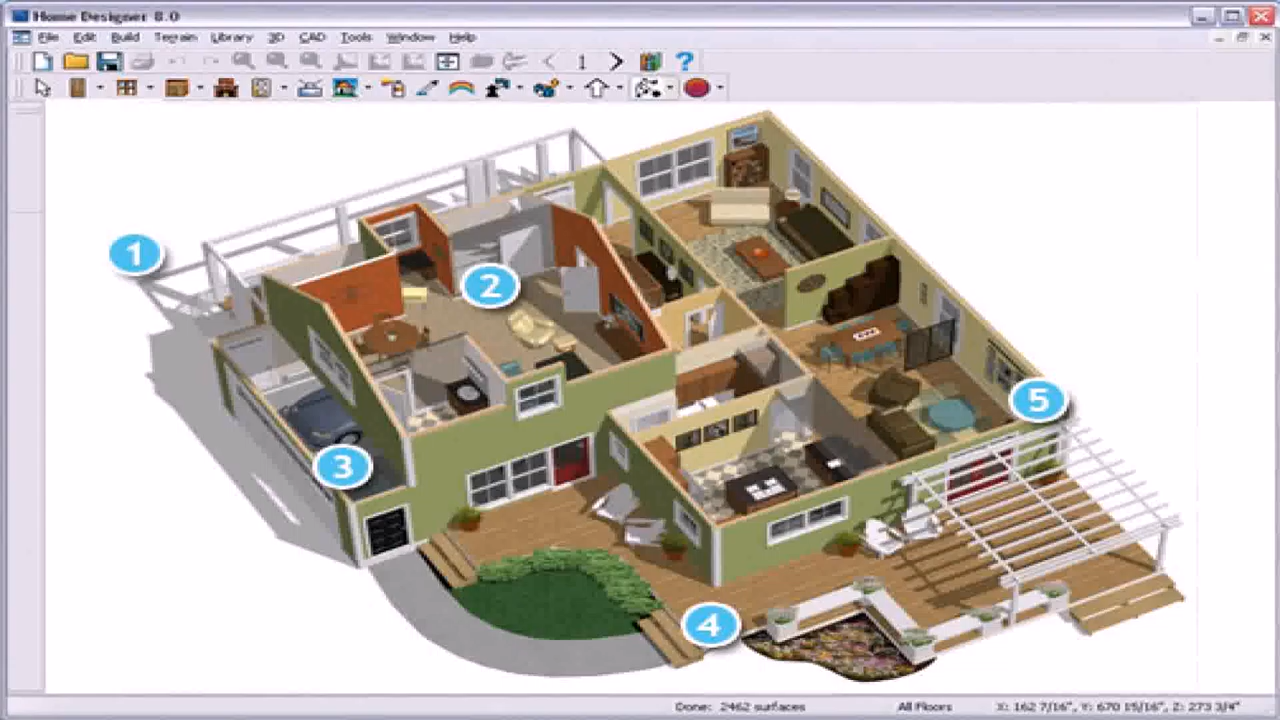 Home Designer 8.0
File Edit Build Terrain Library 3D CAD Tools Window Help
1 ?
1
2
3
4
5
Done: 2462 surfaces All Floors X: 162 7/16", Y: 670 15/16", Z: 273 3/4"